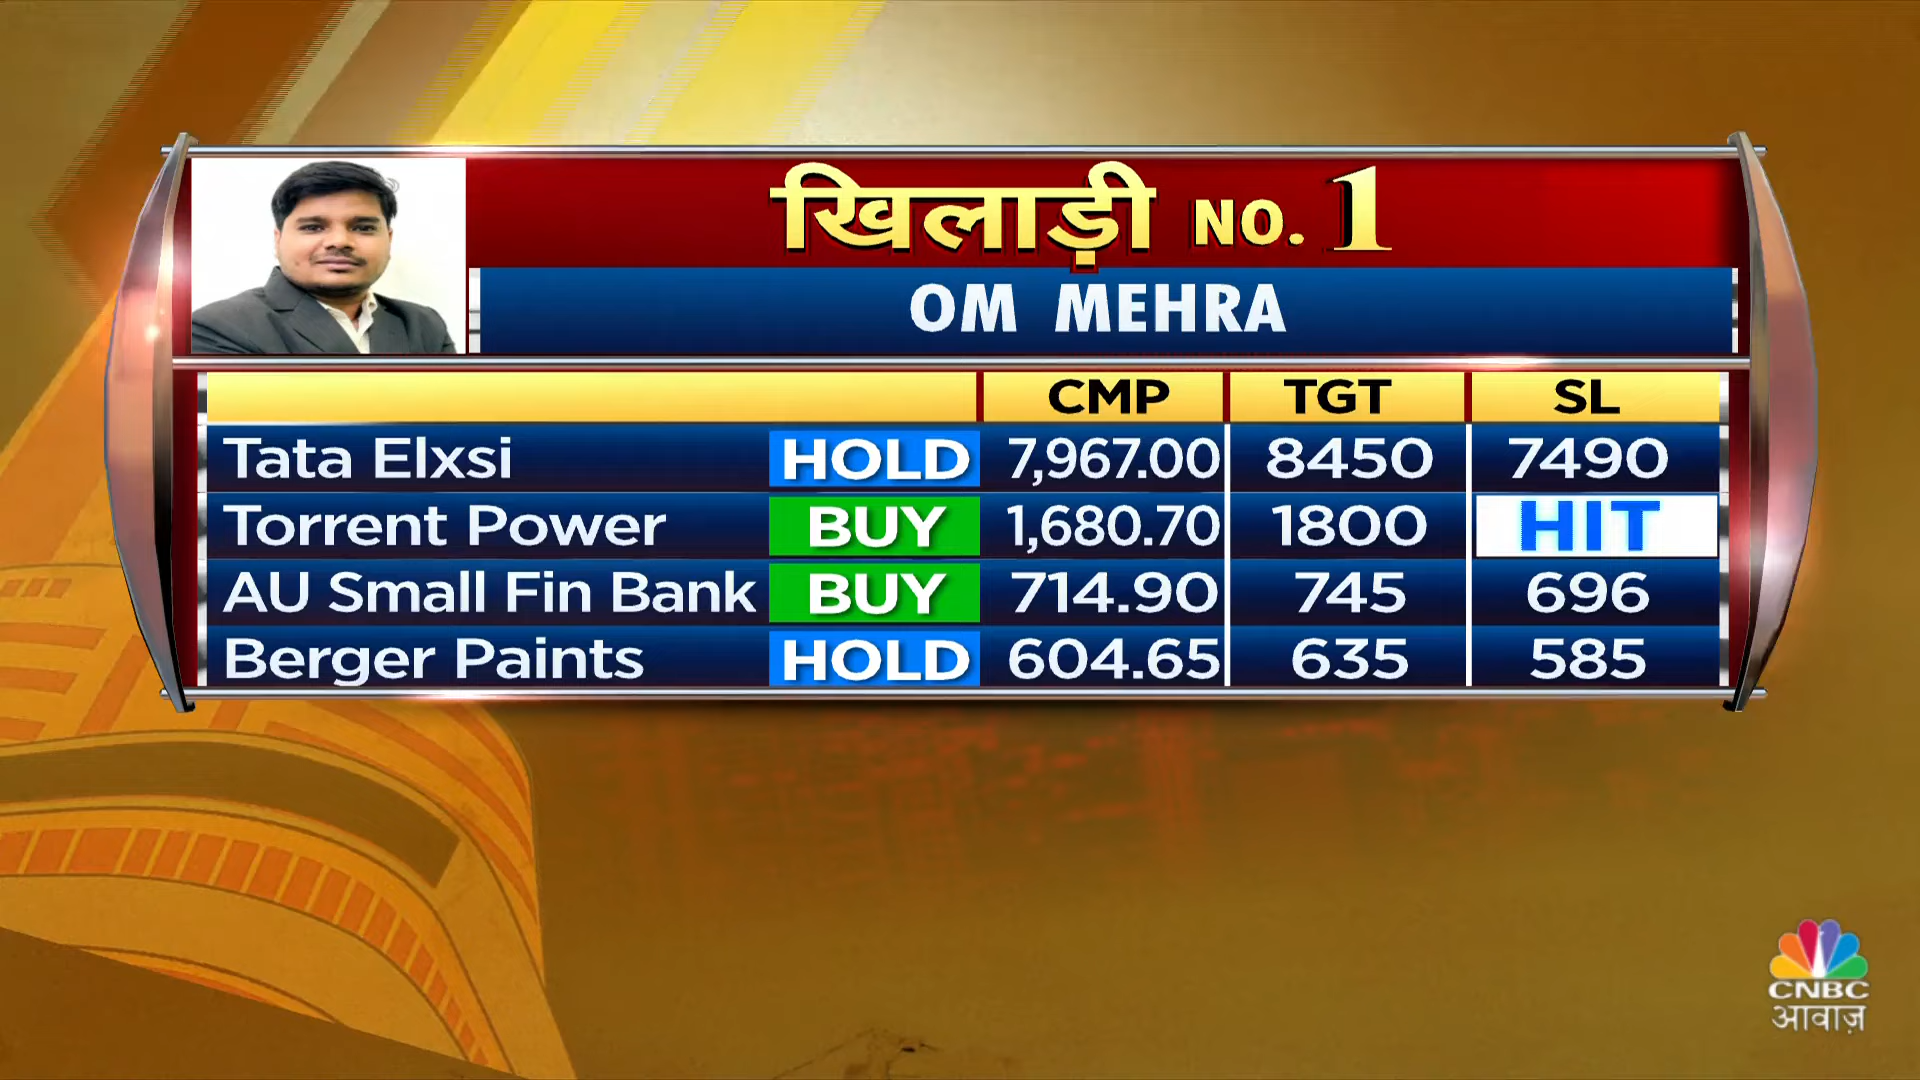 खिलाड़ी NO. 1
OM MEHRA
CMP TGT SL
Tata Elxsi HOLD 7,967.00 8450 7490
Torrent Power BUY 1,680.70 1800 HIT
AU Small Fin Bank BUY 714.90 745 696
Berger Paints HOLD 604.65 635 585
CNBC
आवाज़